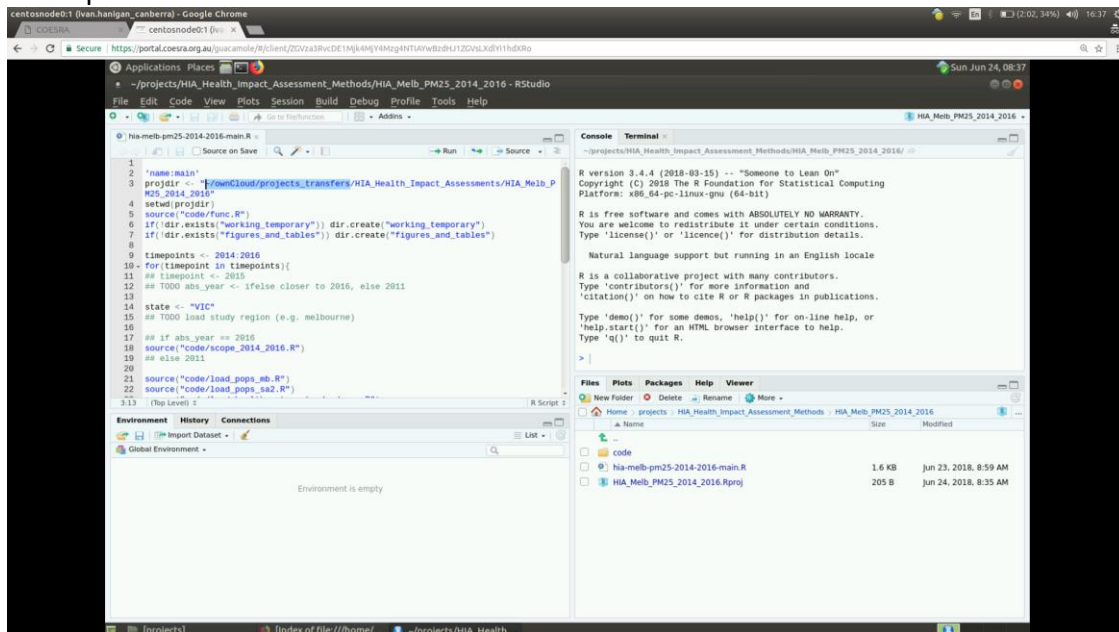 centosnode0:1 (ivan.hanigan_canberra) - Google Chrome
En (2:02, 34%) 16:37
COESRA centosnode0:1 (iva
Secure https://portal.coesra.org.au/guacamole/#/client/
Applications Places Sun Jun 24, 08:37
~/projects/HIA_Health_Impact_Assessment_Methods/HIA_Melb_PM25_2014_2016 - RStudio
File Edit Code View Plots Session Build Debug Profile Tools Help
Go to file/function Addins HIA_Melb_PM25_2014_2016
hia-melb-pm25-2014-2016-main.R
Source on Save Run Source
1
2 'name:main'
3 projdir <- "~/ownCloud/projects_transfers/HIA_Health_Impact_Assessments/HIA_Melb_P
M25_2014_2016"
4 setwd(projdir)
5 source("code/func.R")
6 if(!dir.exists("working_temporary")) dir.create("working_temporary")
7 if(!dir.exists("figures_and_tables")) dir.create("figures_and_tables")
8
9 timepoints <- 2014:2016
10 for(timepoint in timepoints){
11 ## timepoint <- 2015
12 ## TODO abs_year <- ifelse closer to 2016, else 2011
13
14 state <- "VIC"
15 ## TODO load study region (e.g. melbourne)
16
17 ## if abs_year == 2016
18 source("code/scope_2014_2016.R")
19 ## else 2011
20
21 source("code/load_pops_mb.R")
22 source("code/load_pops_sa2.R")
3:13 (Top Level) R Script
Environment History Connections
Import Dataset List
Global Environment
Environment is empty
Console Terminal
~/projects/HIA_Health_Impact_Assessment_Methods/HIA_Melb_PM25_2014_2016/
R version 3.4.4 (2018-03-15) -- "Someone to Lean On"
Copyright (C) 2018 The R Foundation for Statistical Computing
Platform: x86_64-pc-linux-gnu (64-bit)
R is free software and comes with ABSOLUTELY NO WARRANTY.
You are welcome to redistribute it under certain conditions.
Type 'license()' or 'licence()' for distribution details.
Natural language support but running in an English locale
R is a collaborative project with many contributors.
Type 'contributors()' for more information and
'citation()' on how to cite R or R packages in publications.
Type 'demo()' for some demos, 'help()' for on-line help, or
'help.start()' for an HTML browser interface to help.
Type 'q()' to quit R.
>
Files Plots Packages Help Viewer
New Folder Delete Rename More
Home projects HIA_Health_Impact_Assessment_Methods HIA_Melb_PM25_2014_2016
Name Size Modified
..
code
hia-melb-pm25-2014-2016-main.R 1.6 KB Jun 23, 2018, 8:59 AM
HIA_Melb_PM25_2014_2016.Rproj 205 B Jun 24, 2018, 8:35 AM
[projects] [Index of file:///home/ ~/projects/HIA_Health